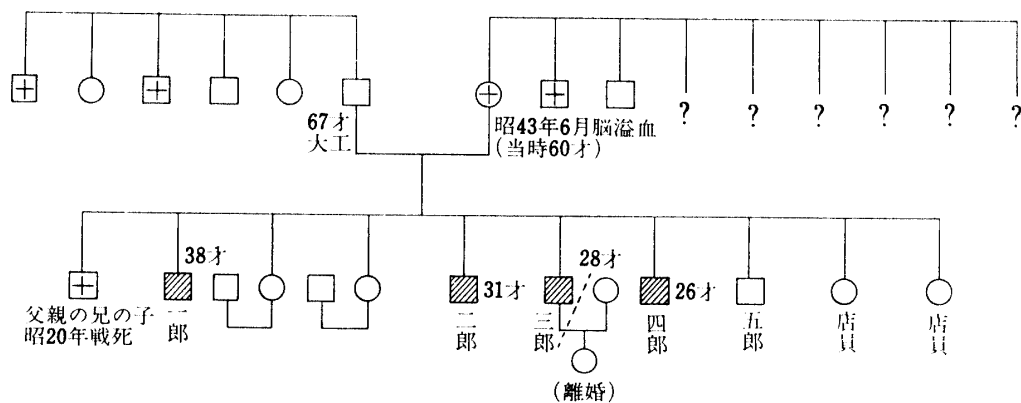 67才
大工
昭43年6月脳溢血
(当時60才)
? ? ? ? ? ?
38才
28才
31才
26才
父親の兄の子
昭20年戦死
一郎
二郎
三郎
四郎
五郎
店員
店員
(離婚)